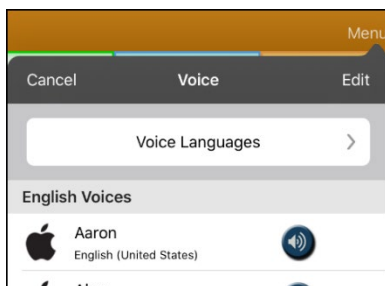 Menu
Cancel Voice Edit
Voice Languages
English Voices
Aaron
English (United States)